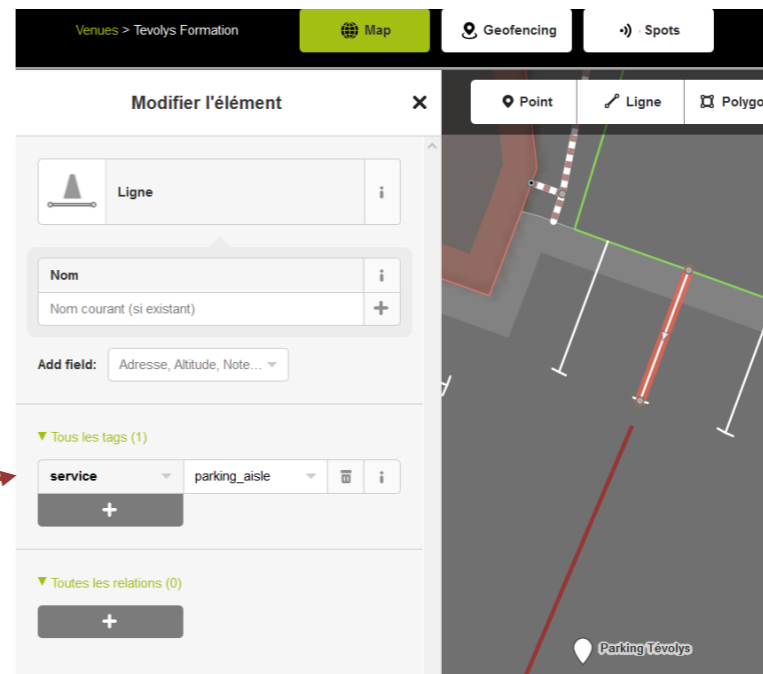 Venues > Tevolys Formation
Map
Geofencing
Spots
Modifier l'élément
Point
Ligne
Polygo
Ligne
i
Nom
i
Nom courant (si existant)
Add field:
Adresse, Altitude, Note...
Tous les tags (1)
service
parking_aisle
i
Toutes les relations (0)
Parking Tévolys